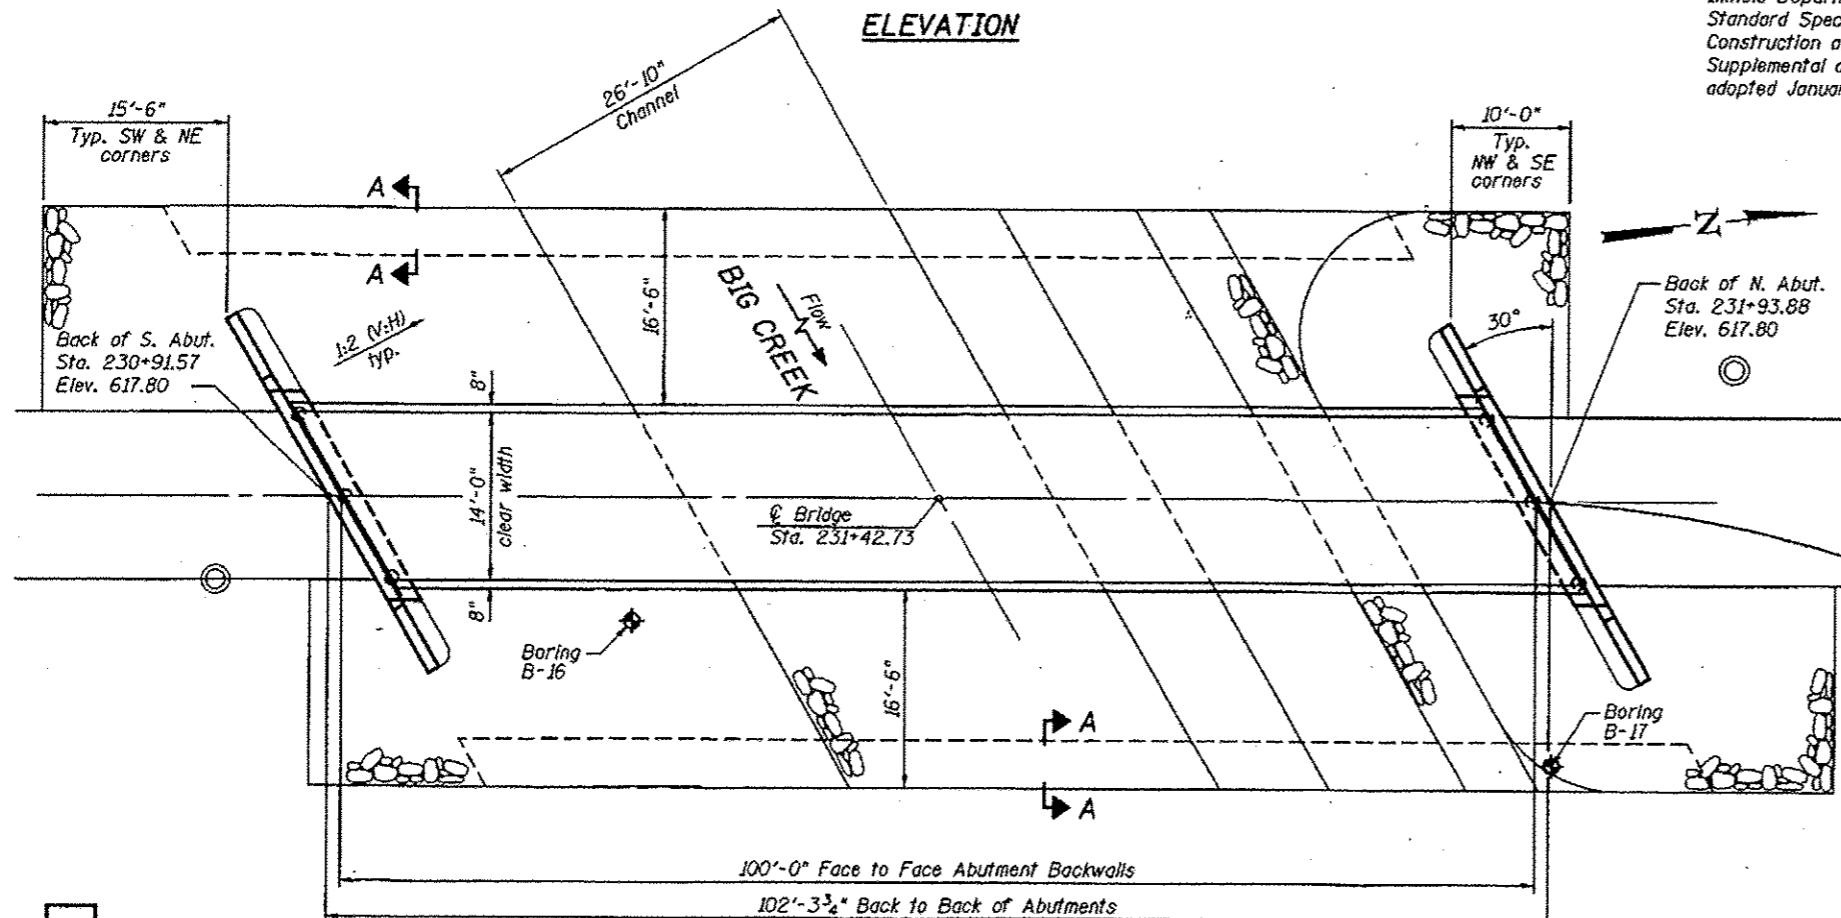 ELEVATION
Standard Spec
Construction a
Supplemental a
adopted Januar
26'-10"
Channel
15'-6"
Typ. SW & NE
corners
10'-0"
Typ.
NW & SE
corners
A
A
N
16'-6"
BIG CREEK
Flow
1:2 (V:H)
typ.
Back of S. Abut.
Sta. 230+91.57
Elev. 617.80
30°
Back of N. Abut.
Sta. 231+93.88
Elev. 617.80
8"
14'-0"
clear width
℄ Bridge
Sta. 231+42.73
8"
Boring
B-16
16'-6"
A
A
Boring
B-17
100'-0" Face to Face Abutment Backwalls
102'-3¾" Back to Back of Abutments